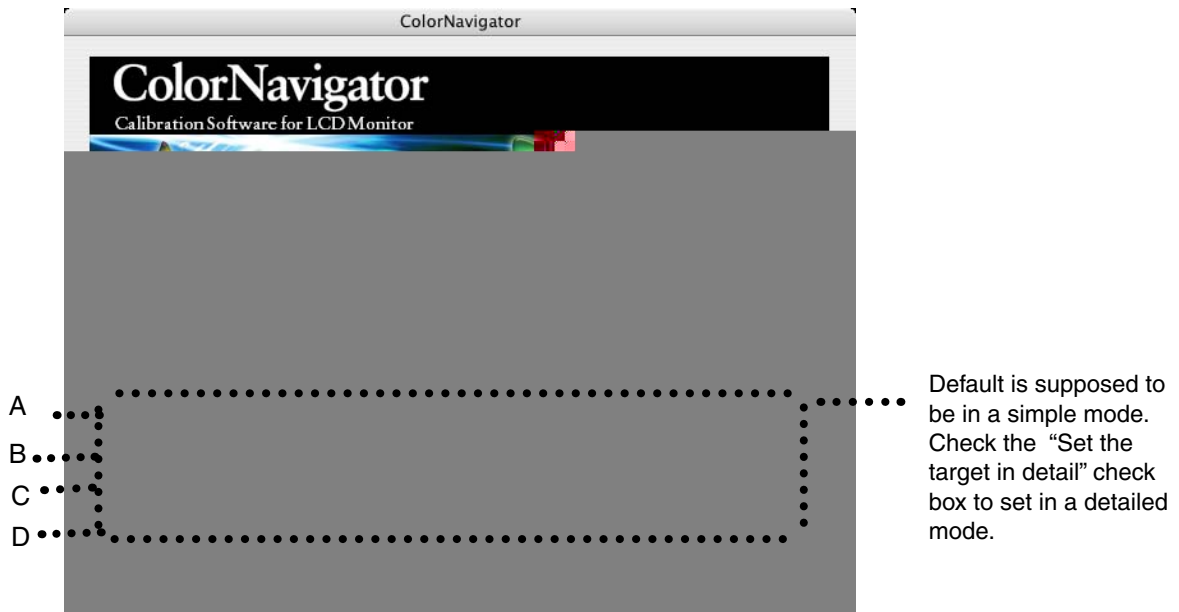 ColorNavigator
ColorNavigator
Calibration Software for LCD Monitor
A
B
C
D
Default is supposed to
be in a simple mode.
Check the “Set the
target in detail” check
box to set in a detailed
mode.